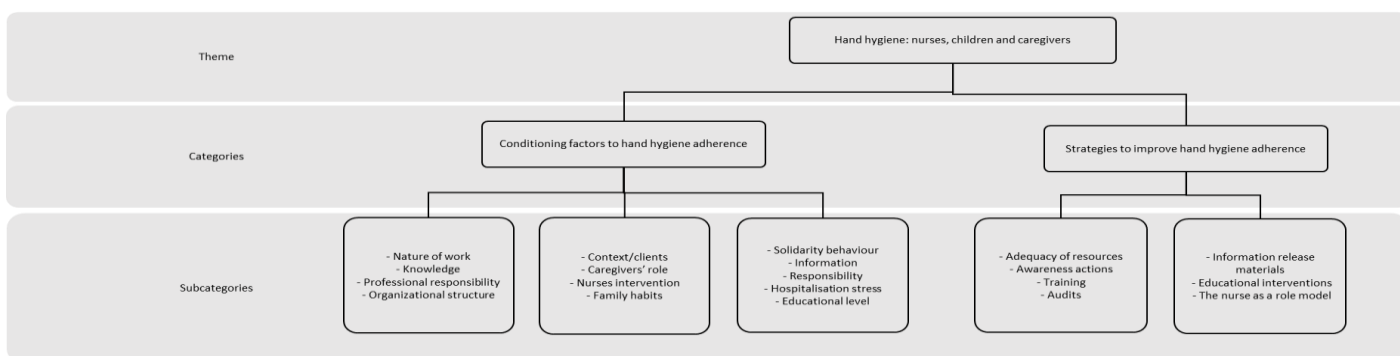 Theme
Hand hygiene: nurses, children and caregivers
Categories
Conditioning factors to hand hygiene adherence
Strategies to improve hand hygiene adherence
Subcategories
- Nature of work
- Knowledge
- Professional responsibility
- Organizational structure
- Context/clients
- Caregivers' role
- Nurses intervention
- Family habits
- Solidarity behaviour
- Information
- Responsibility
- Hospitalisation stress
- Educational level
- Adequacy of resources
- Awareness actions
- Training
- Audits
- Information release
materials
- Educational interventions
- The nurse as a role model